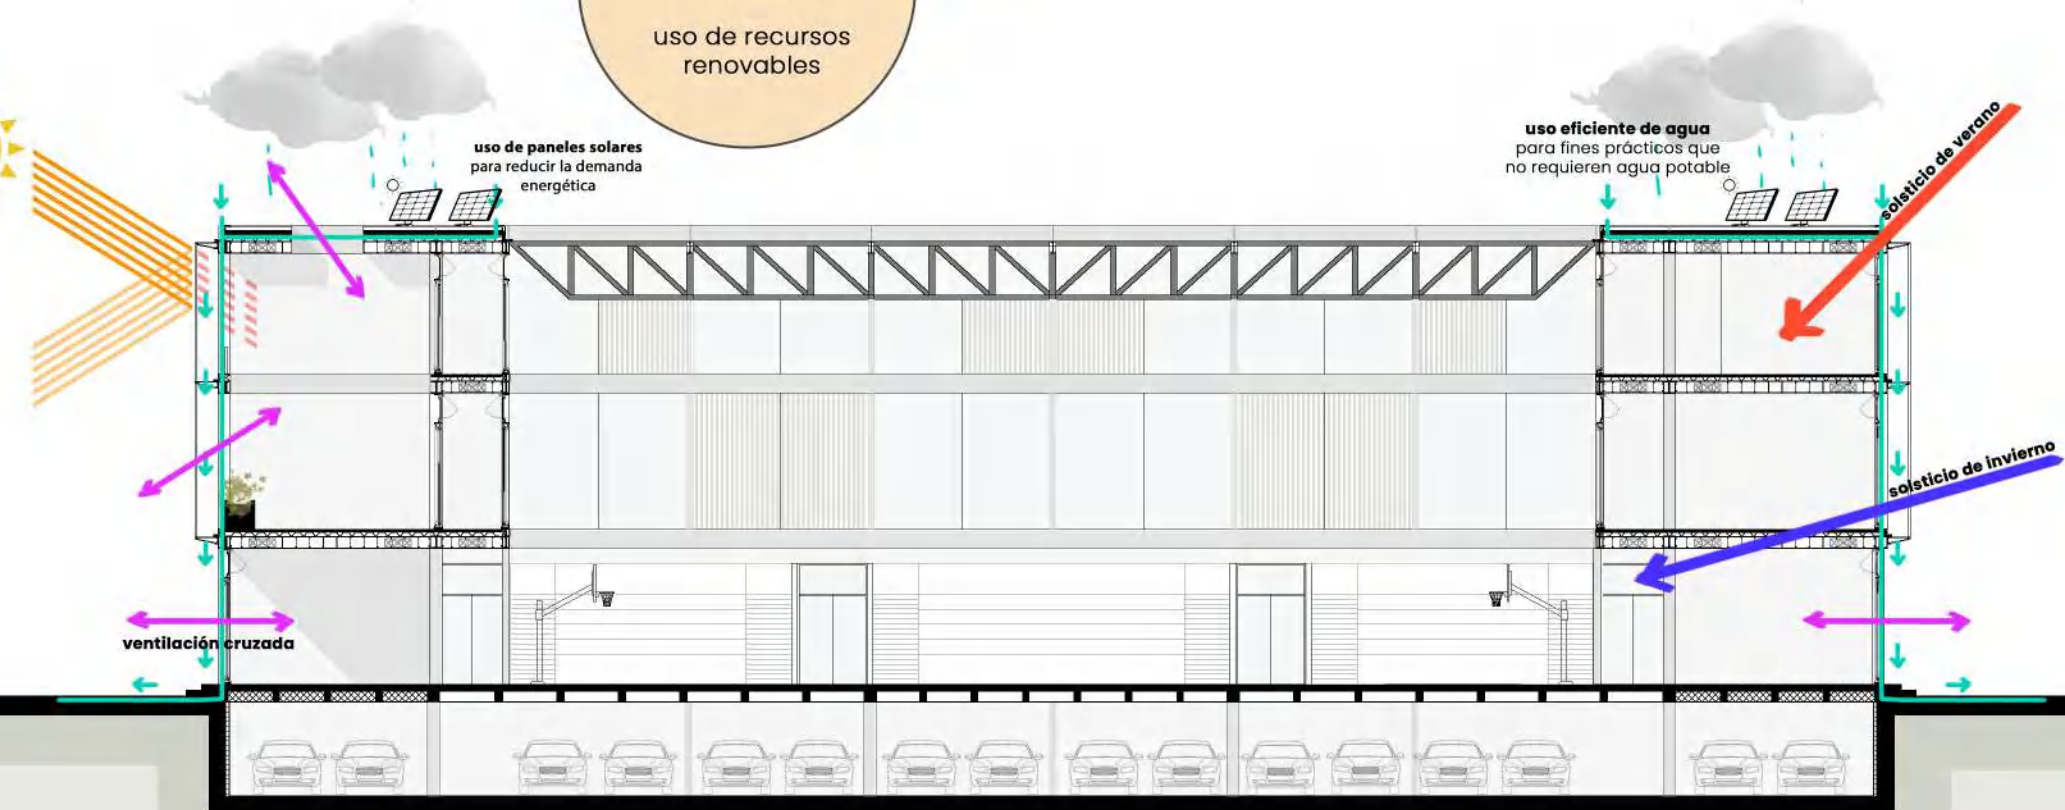 uso de recursos
renovables
uso de paneles solares
para reducir la demanda
energética
uso eficiente de agua
para fines prácticos que
no requieren agua potable
solsticio de verano
solsticio de invierno
ventilación cruzada